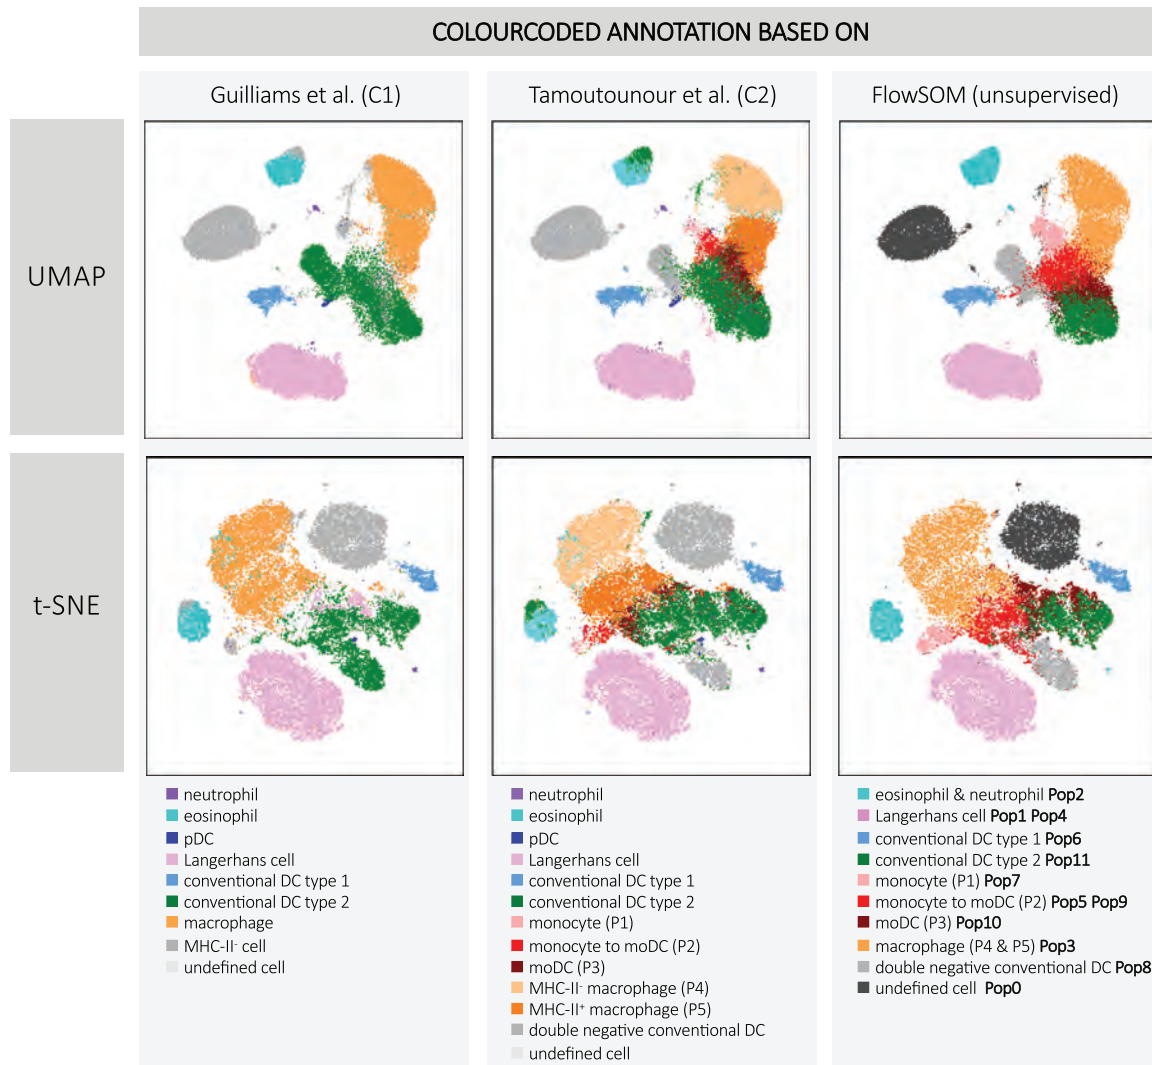 COLOURCODED ANNOTATION BASED ON
Guilliams et al. (C1)
Tamoutounour et al. (C2)
FlowSOM (unsupervised)
UMAP
t-SNE
neutrophil
eosinophil
pDC
Langerhans cell
conventional DC type 1
conventional DC type 2
macrophage
MHC-II⁻ cell
undefined cell
neutrophil
eosinophil
pDC
Langerhans cell
conventional DC type 1
conventional DC type 2
monocyte (P1)
monocyte to moDC (P2)
moDC (P3)
MHC-II⁻ macrophage (P4)
MHC-II⁺ macrophage (P5)
double negative conventional DC
undefined cell
eosinophil & neutrophil Pop2
Langerhans cell Pop1 Pop4
conventional DC type 1 Pop6
conventional DC type 2 Pop11
monocyte (P1) Pop7
monocyte to moDC (P2) Pop5 Pop9
moDC (P3) Pop10
macrophage (P4 & P5) Pop3
double negative conventional DC Pop8
undefined cell Pop0